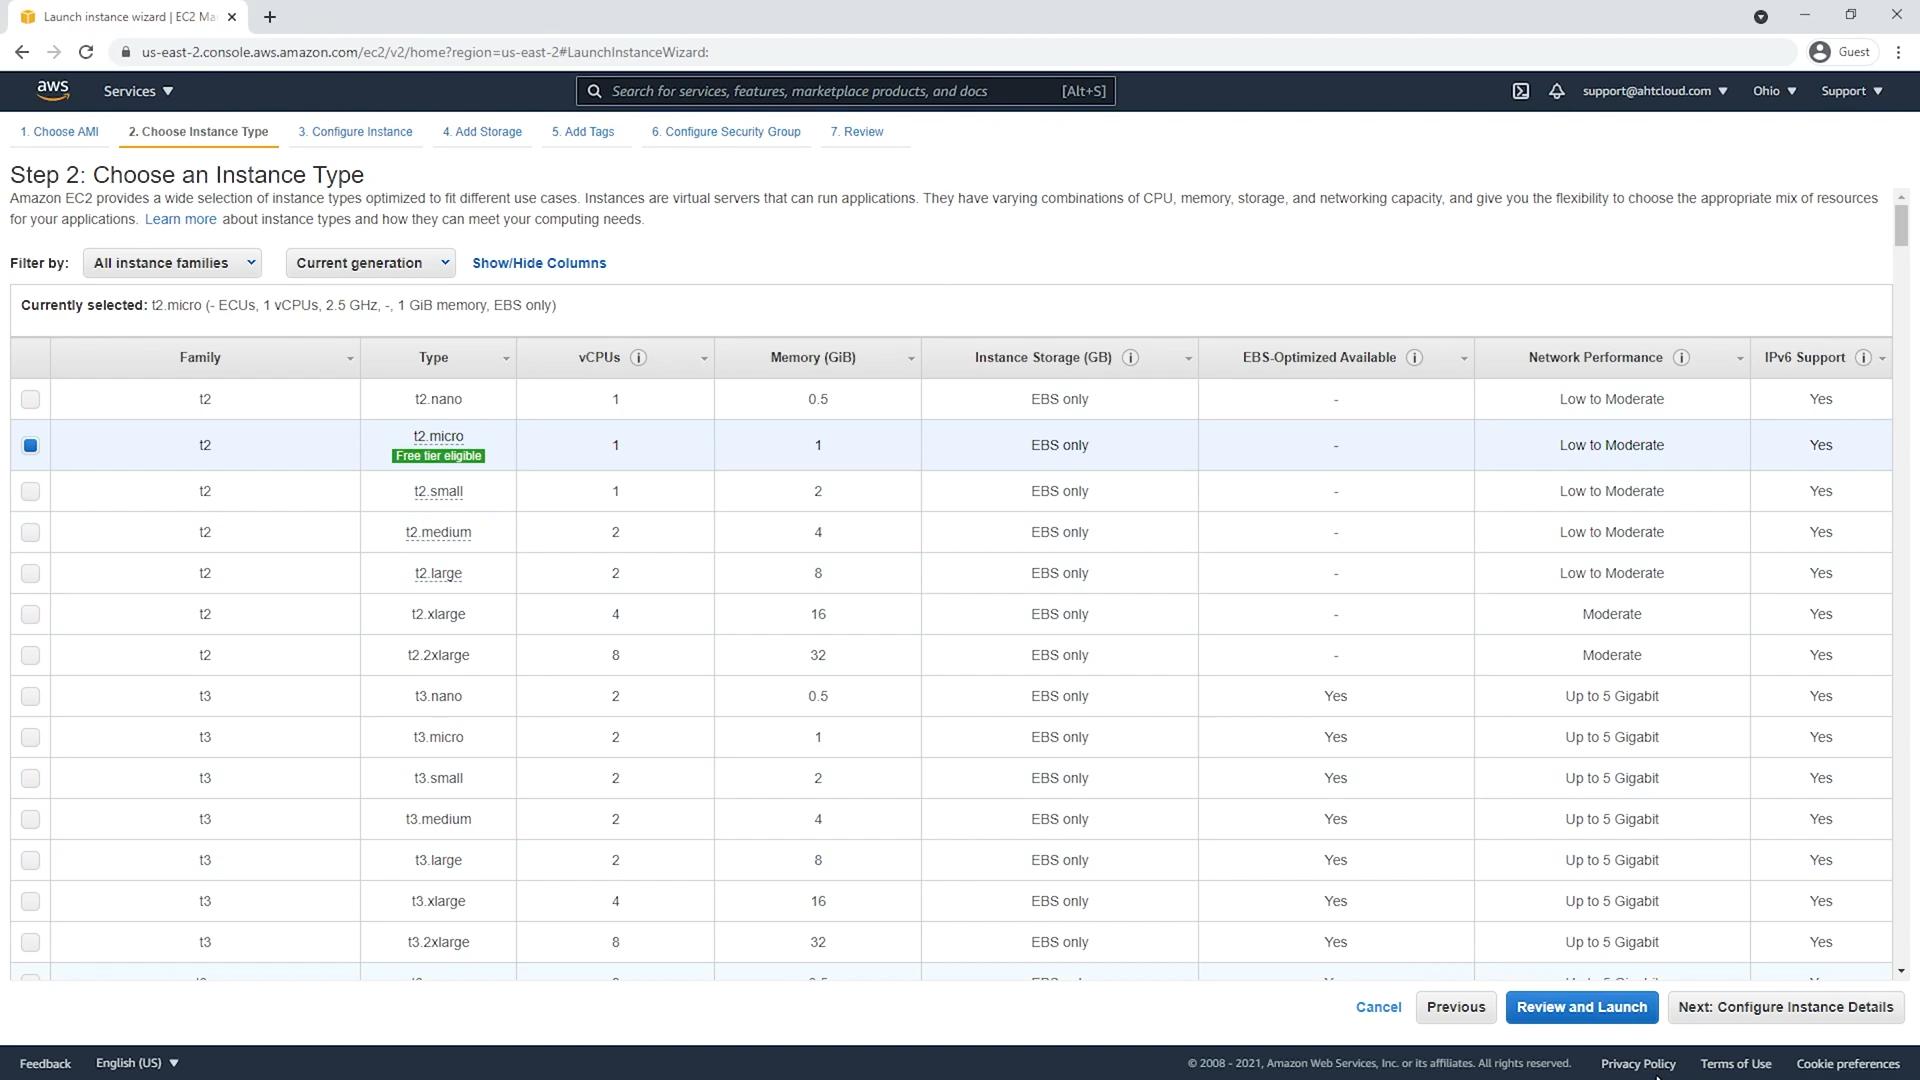 Launch instance wizard | EC2 Ma
us-east-2.console.aws.amazon.com/ec2/v2/home?region=us-east-2#LaunchInstanceWizard:
Guest
aws
Services
Search for services, features, marketplace products, and docs [Alt+S]
support@ahtcloud.com
Ohio
Support
1. Choose AMI
2. Choose Instance Type
3. Configure Instance
4. Add Storage
5. Add Tags
6. Configure Security Group
7. Review
Step 2: Choose an Instance Type
Amazon EC2 provides a wide selection of instance types optimized to fit different use cases. Instances are virtual servers that can run applications. They have varying combinations of CPU, memory, storage, and networking capacity, and give you the flexibility to choose the appropriate mix of resources
for your applications. Learn more about instance types and how they can meet your computing needs.
Filter by: All instance families Current generation Show/Hide Columns
Currently selected: t2.micro (- ECUs, 1 vCPUs, 2.5 GHz, -, 1 GiB memory, EBS only)
Family Type vCPUs Memory (GiB) Instance Storage (GB) EBS-Optimized Available Network Performance IPv6 Support
t2 t2.nano 1 0.5 EBS only - Low to Moderate Yes
t2 t2.micro 1 1 EBS only - Low to Moderate Yes
Free tier eligible
t2 t2.small 1 2 EBS only - Low to Moderate Yes
t2 t2.medium 2 4 EBS only - Low to Moderate Yes
t2 t2.large 2 8 EBS only - Low to Moderate Yes
t2 t2.xlarge 4 16 EBS only - Moderate Yes
t2 t2.2xlarge 8 32 EBS only - Moderate Yes
t3 t3.nano 2 0.5 EBS only Yes Up to 5 Gigabit Yes
t3 t3.micro 2 1 EBS only Yes Up to 5 Gigabit Yes
t3 t3.small 2 2 EBS only Yes Up to 5 Gigabit Yes
t3 t3.medium 2 4 EBS only Yes Up to 5 Gigabit Yes
t3 t3.large 2 8 EBS only Yes Up to 5 Gigabit Yes
t3 t3.xlarge 4 16 EBS only Yes Up to 5 Gigabit Yes
t3 t3.2xlarge 8 32 EBS only Yes Up to 5 Gigabit Yes
Cancel
Previous
Review and Launch
Next: Configure Instance Details
Feedback
English (US)
© 2008 - 2021, Amazon Web Services, Inc. or its affiliates. All rights reserved.
Privacy Policy
Terms of Use
Cookie preferences